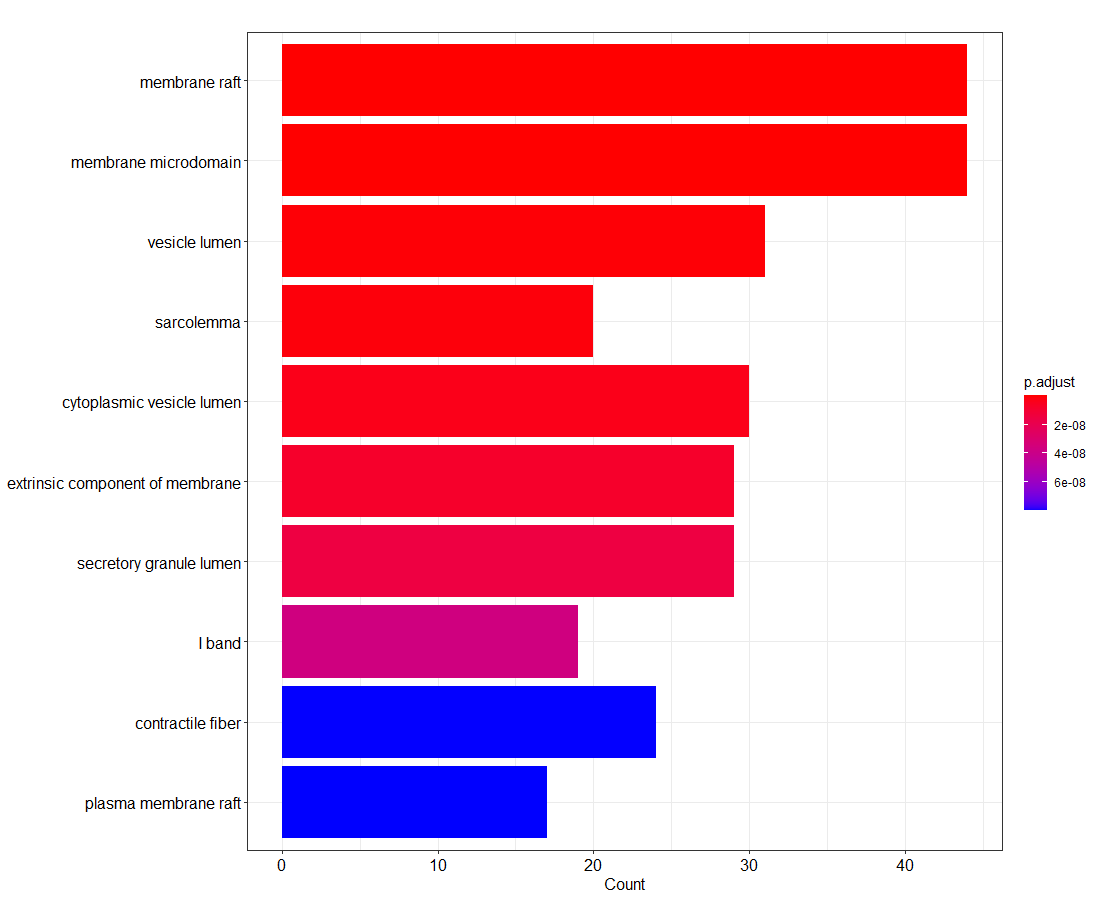 membrane raft
membrane microdomain
vesicle lumen
sarcolemma
cytoplasmic vesicle lumen
extrinsic component of membrane
secretory granule lumen
I band
contractile fiber
plasma membrane raft
0 10 20 30 40
Count
p.adjust
2e-08
4e-08
6e-08